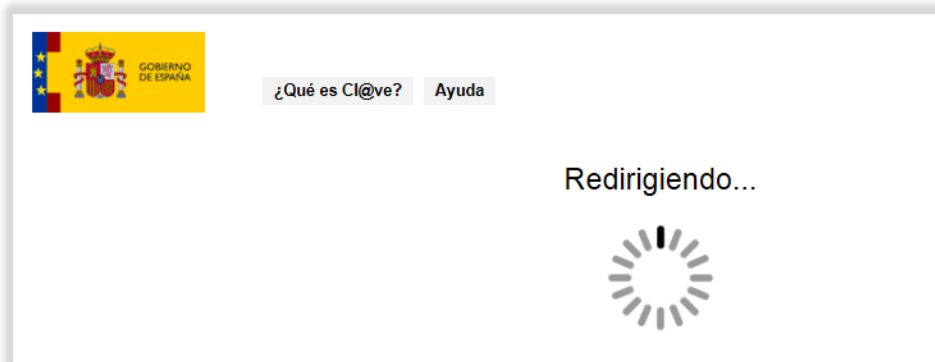 GOBIERNO
DE ESPAÑA
¿Qué es Cl@ve? Ayuda
Redirigiendo...